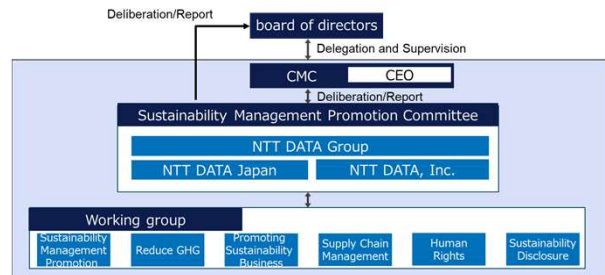 Deliberation/Report
board of directors
Delegation and Supervision
CMC
CEO
Deliberation/Report
Sustainability Management Promotion Committee
NTT DATA Group
NTT DATA Japan
NTT DATA, Inc.
Working group
Sustainability
Management
Promotion
Reduce GHG
Promoting
Sustainability
Business
Supply Chain
Management
Human
Rights
Sustainability
Disclosure